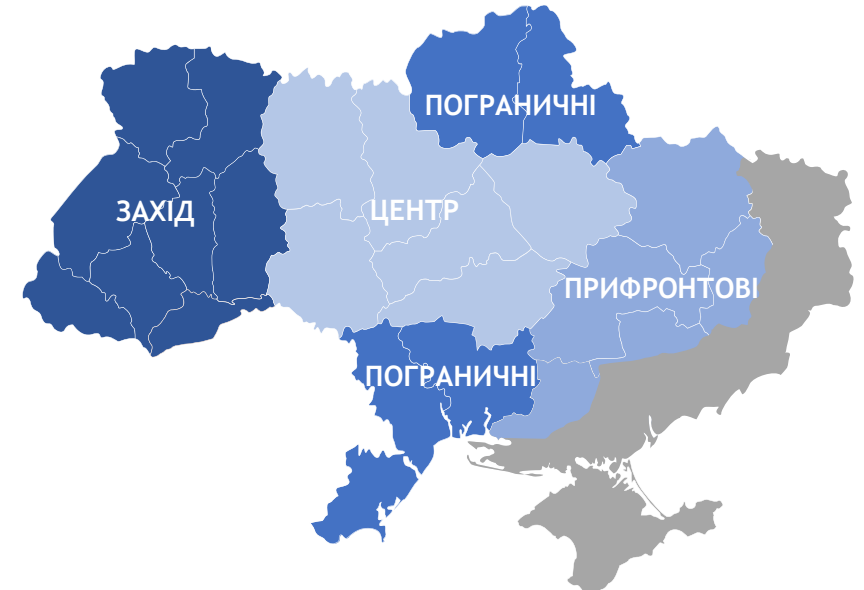 ПОГРАНИЧНІ
ЗАХІД
ЦЕНТР
ПРИФРОНТОВІ
ПОГРАНИЧНІ